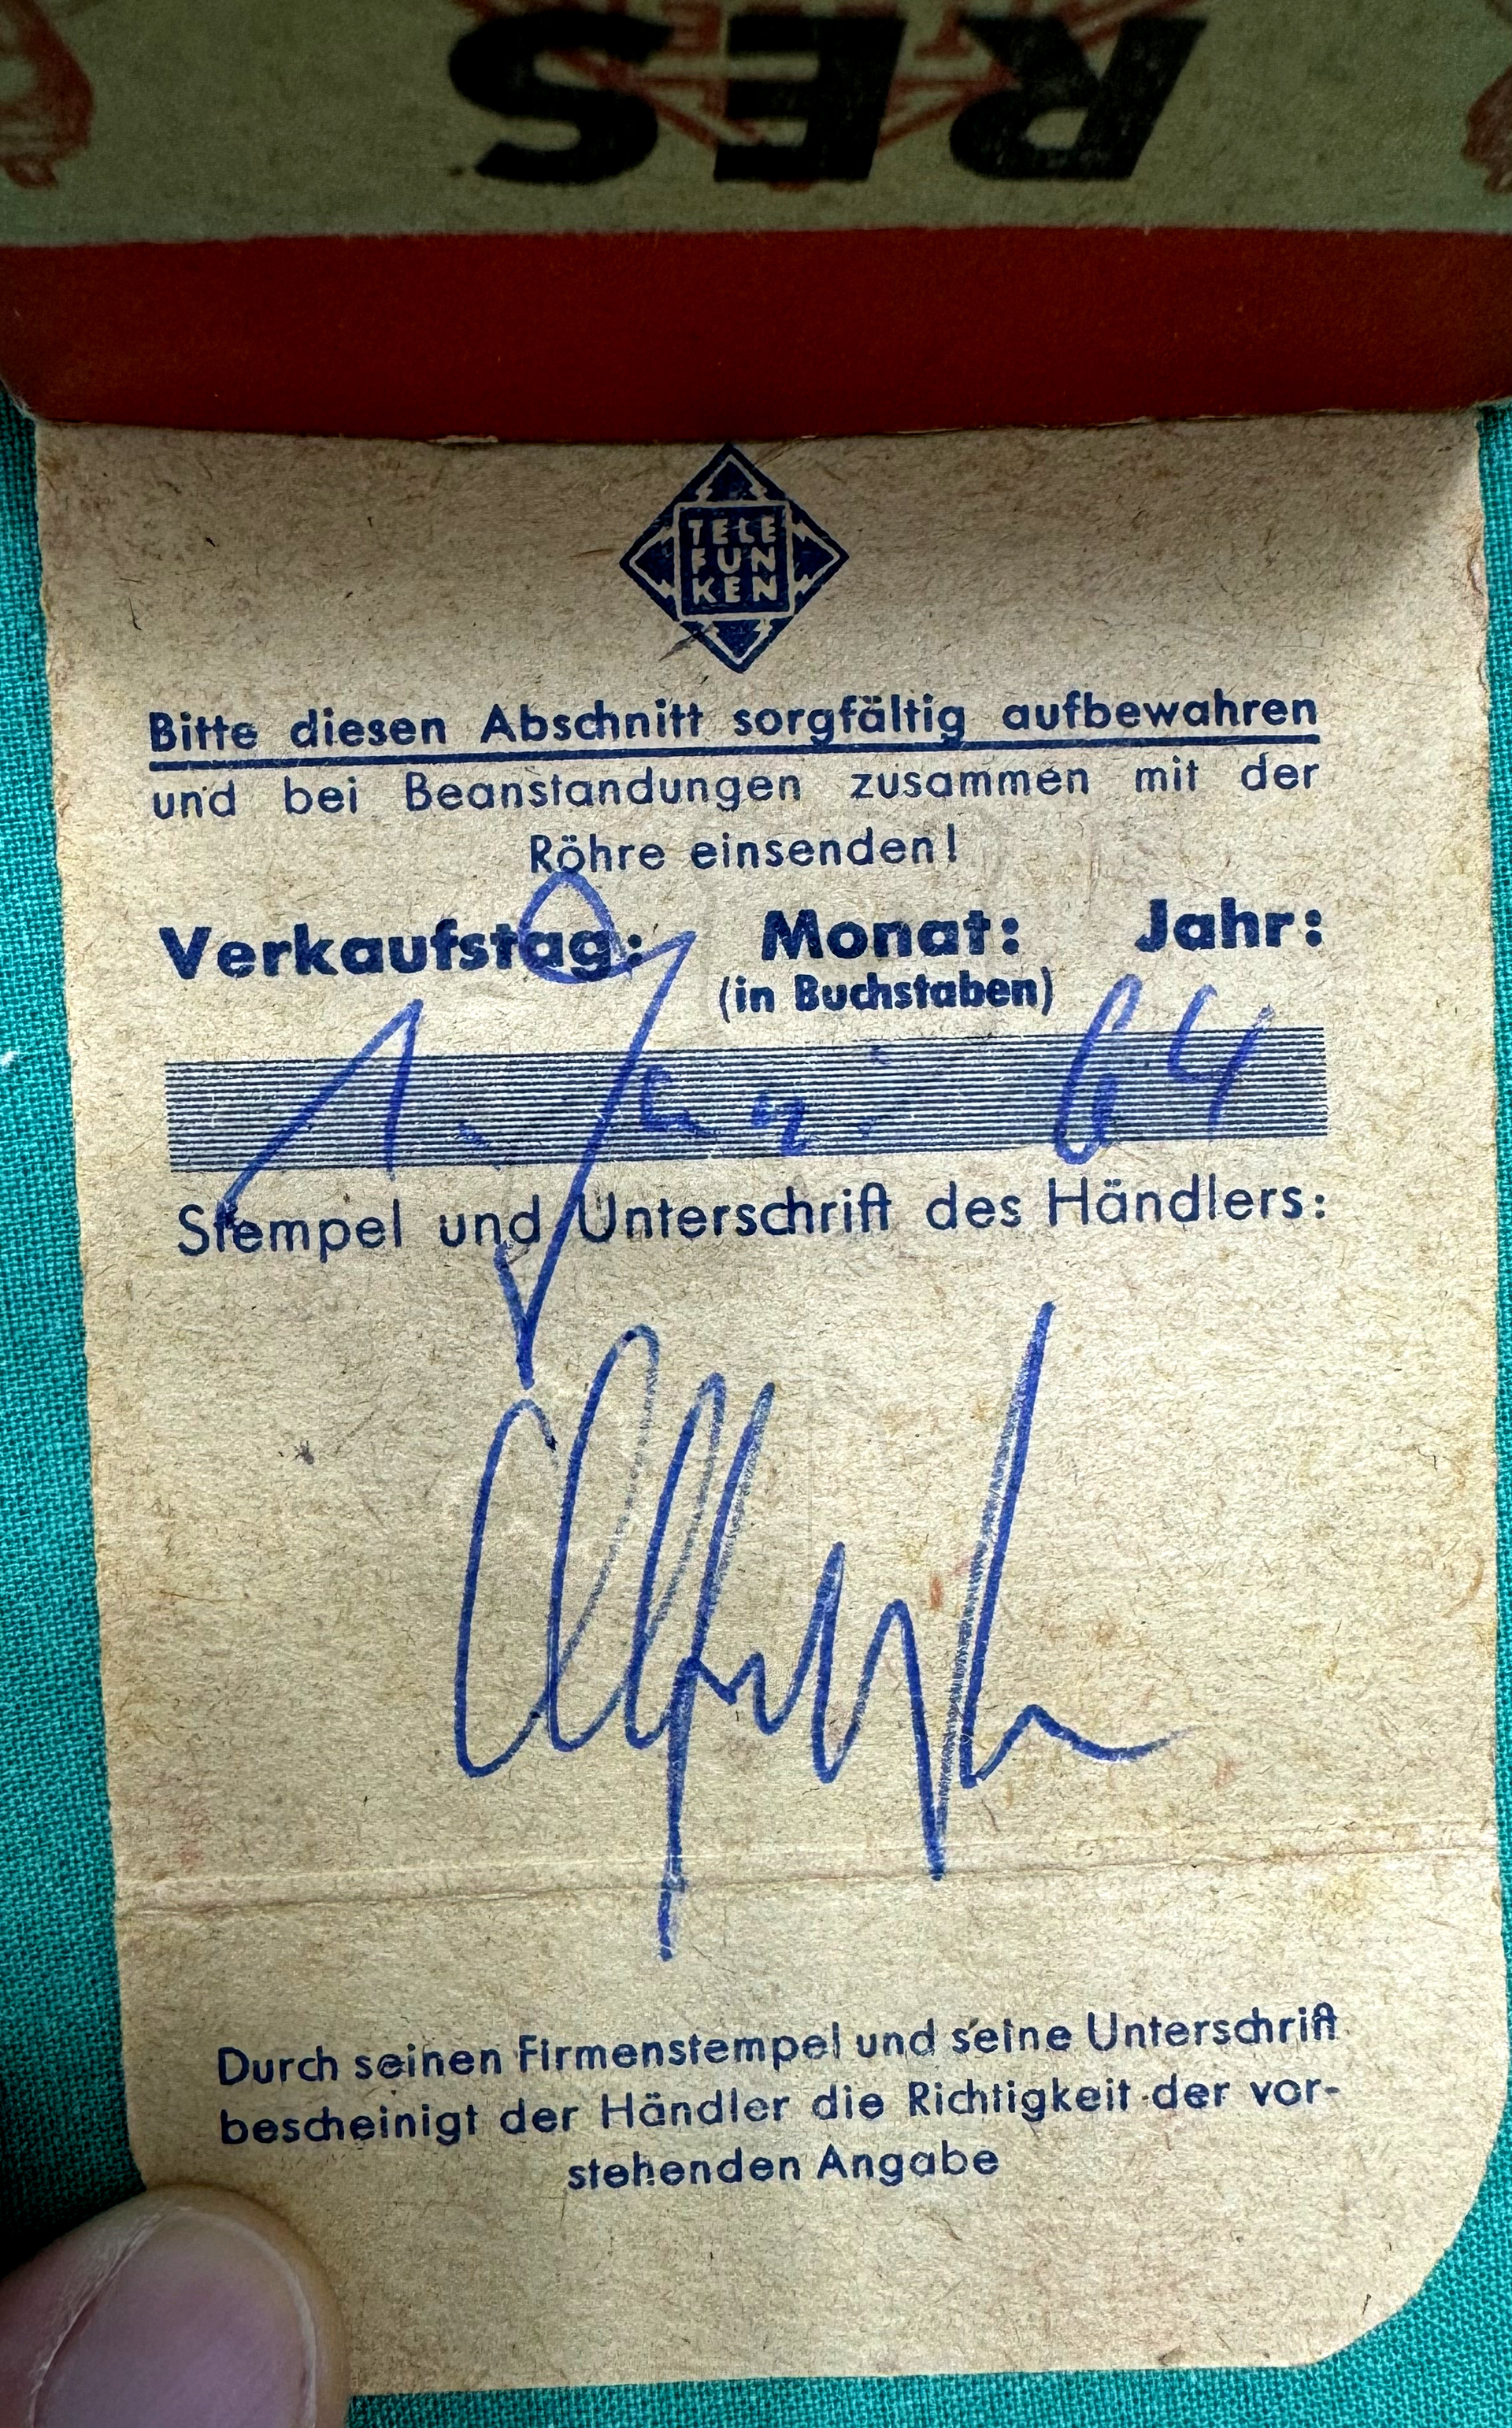 RES
TELE
FUN
KEN
Bitte diesen Abschnitt sorgfältig aufbewahren
und bei Beanstandungen zusammen mit der
Röhre einsenden!
Verkaufstag: Monat: Jahr:
(in Buchstaben)
1. 64
Stempel und Unterschrift des Händlers:
Durch seinen Firmenstempel und seine Unterschrift
bescheinigt der Händler die Richtigkeit der vor-
stehenden Angabe